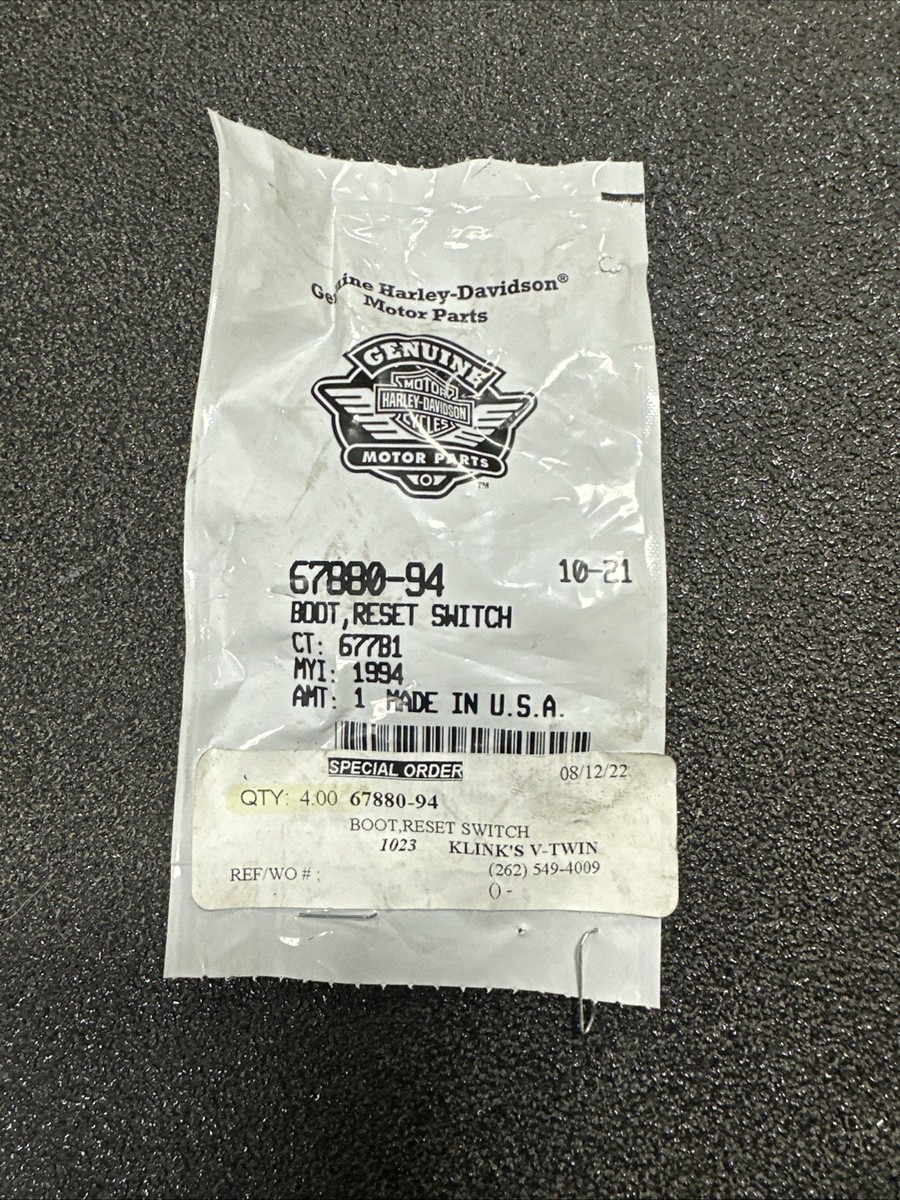 Genuine Harley-Davidson®
Motor Parts
GENUINE
MOTOR
HARLEY-DAVIDSON
CYCLES
MOTOR PARTS
TM
67880-94 10-21
BOOT,RESET SWITCH
CT: 67781
MYI: 1994
AMT: 1 MADE IN U.S.A.
SPECIAL ORDER 08/12/22
QTY: 4.00 67880-94
BOOT,RESET SWITCH
1023 KLINK'S V-TWIN
REF/WO # : (262) 549-4009
() -